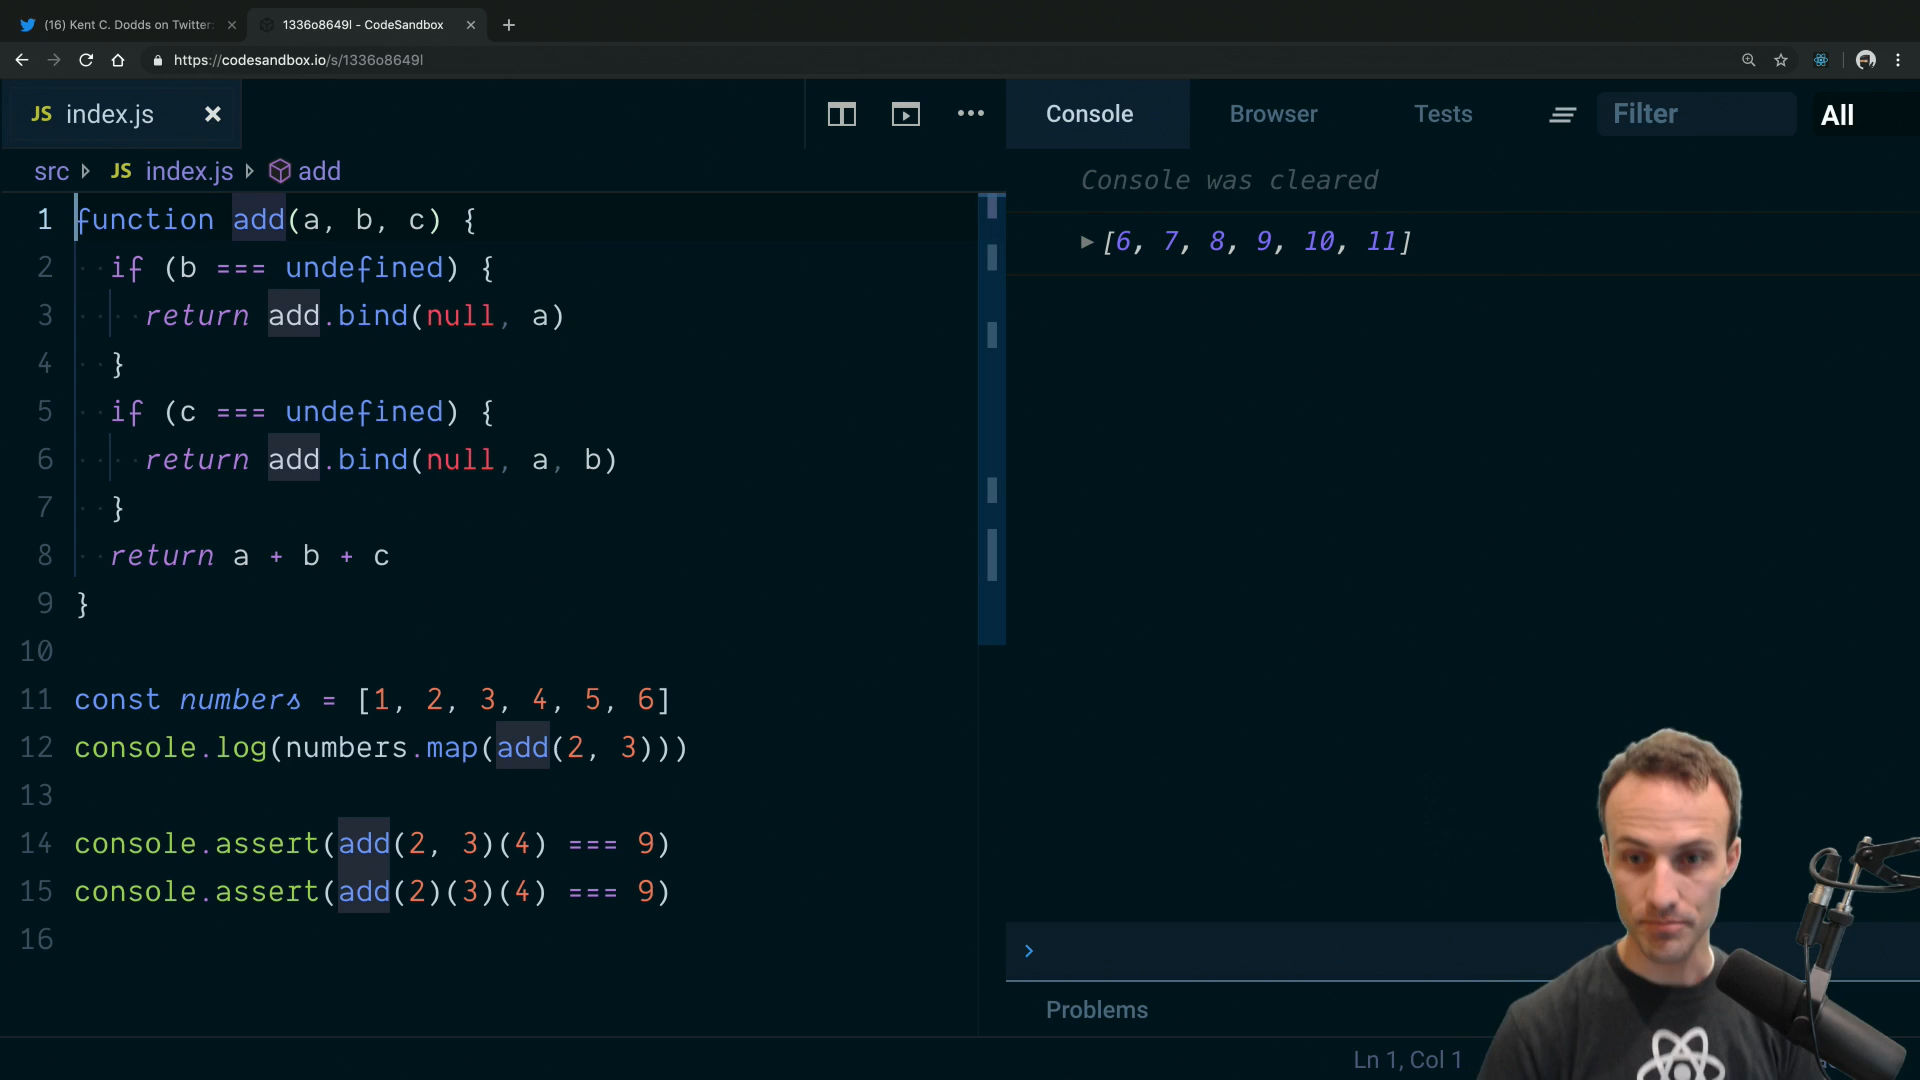 (16) Kent C. Dodds on Twitter:
1336o8649l - CodeSandbox
https://codesandbox.io/s/1336o8649l
JS index.js
Console Browser Tests Filter All
src JS index.js add
Console was cleared
[6, 7, 8, 9, 10, 11]
1 function add(a, b, c) {
2 if (b === undefined) {
3 return add.bind(null, a)
4 }
5 if (c === undefined) {
6 return add.bind(null, a, b)
7 }
8 return a + b + c
9 }
10
11 const numbers = [1, 2, 3, 4, 5, 6]
12 console.log(numbers.map(add(2, 3)))
13
14 console.assert(add(2, 3)(4) === 9)
15 console.assert(add(2)(3)(4) === 9)
16
Problems
Ln 1, Col 1